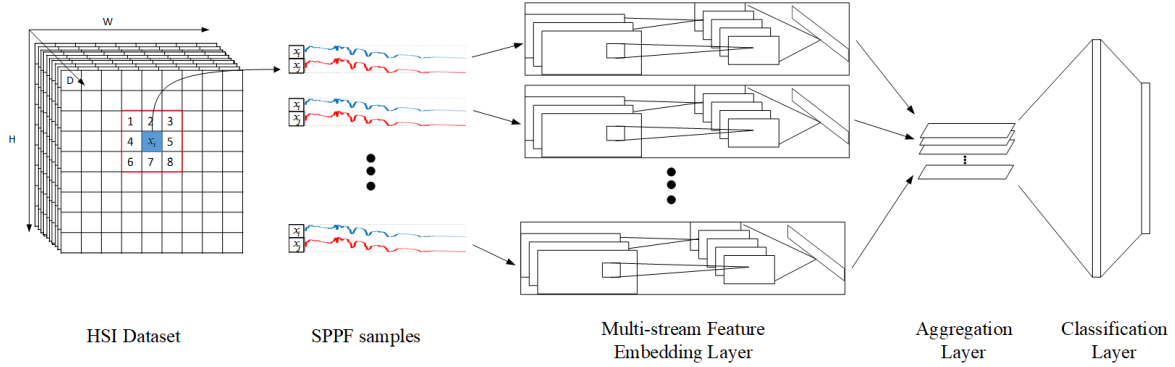 W
D
H
1 2 3
4 x_i 5
6 7 8
x_i
x_j
x_i
x_j
x_i
x_j
HSI Dataset
SPPF samples
Multi-stream Feature
Embedding Layer
Aggregation
Layer
Classification
Layer